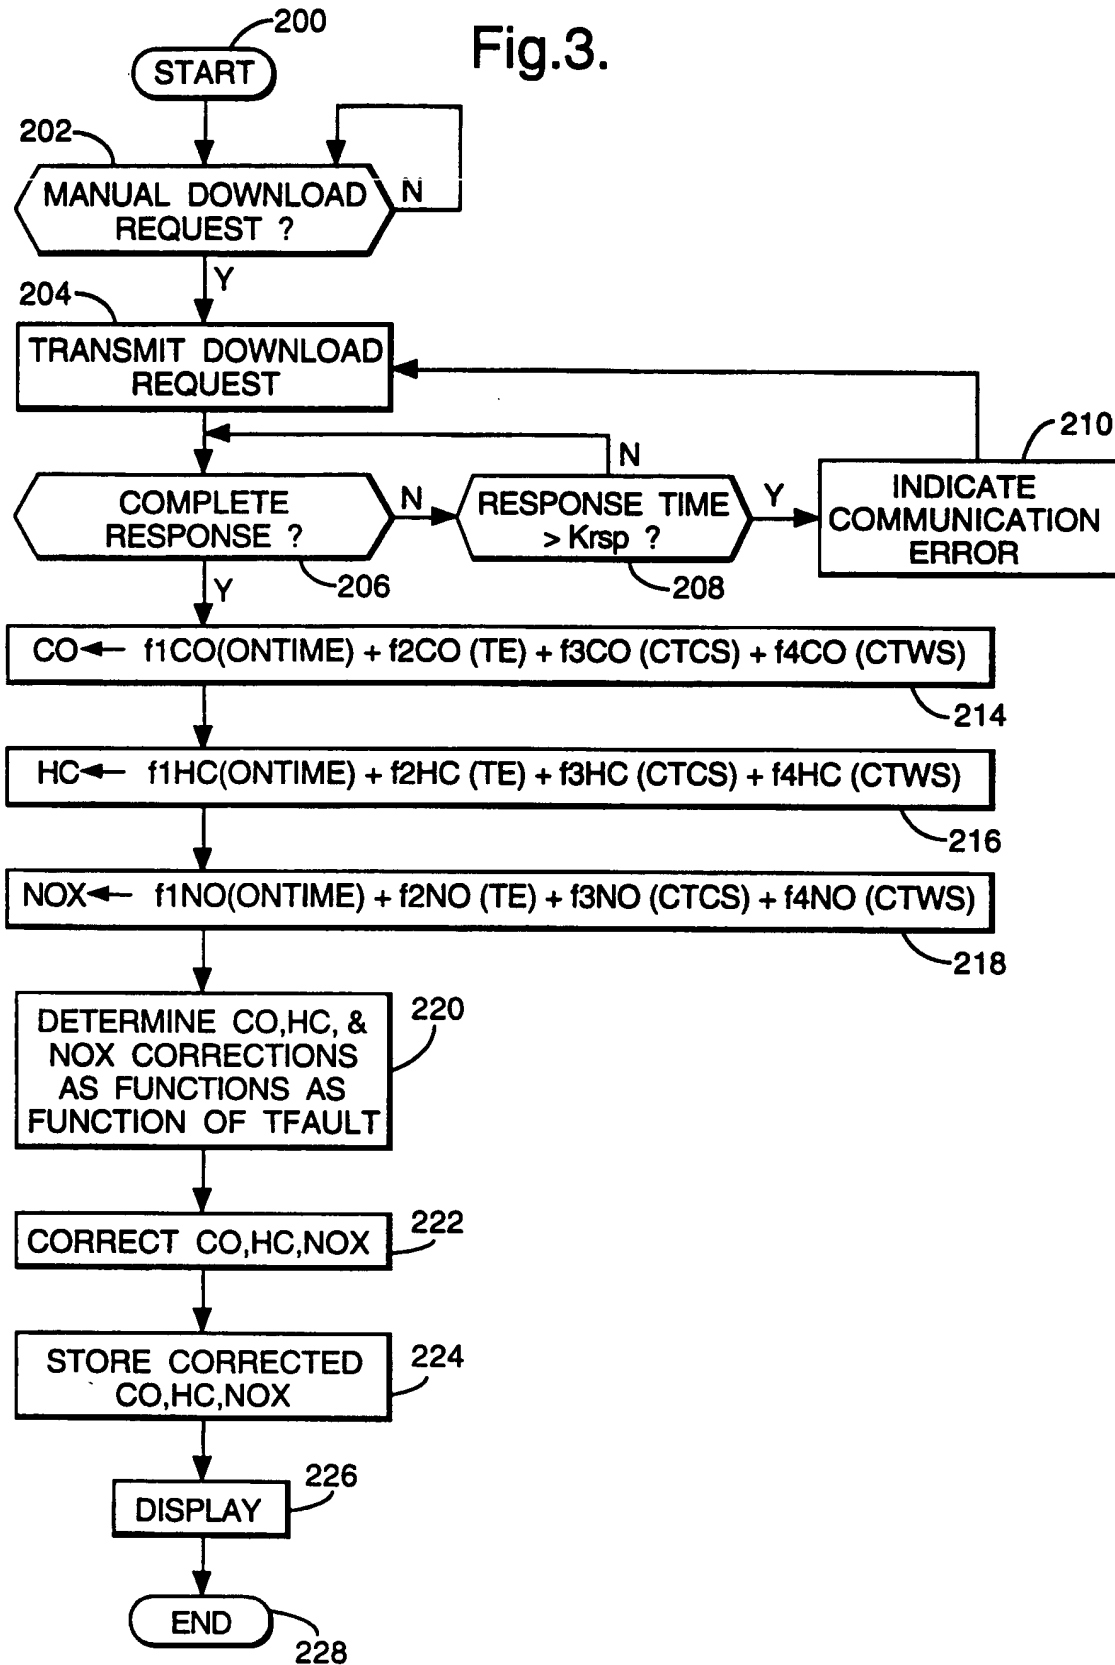 200
Fig.3.
START
202
MANUAL DOWNLOAD
REQUEST ?
N
Y
204
TRANSMIT DOWNLOAD
REQUEST
210
N
COMPLETE
RESPONSE ?
N
RESPONSE TIME
> Krsp ?
Y
INDICATE
COMMUNICATION
ERROR
Y
206
208
CO← f1CO(ONTIME) + f2CO (TE) + f3CO (CTCS) + f4CO (CTWS)
214
HC← f1HC(ONTIME) + f2HC (TE) + f3HC (CTCS) + f4HC (CTWS)
216
NOX← f1NO(ONTIME) + f2NO (TE) + f3NO (CTCS) + f4NO (CTWS)
218
DETERMINE CO,HC, &
NOX CORRECTIONS
AS FUNCTIONS AS
FUNCTION OF TFAULT
220
CORRECT CO,HC,NOX
222
STORE CORRECTED
CO,HC,NOX
224
DISPLAY
226
END
228